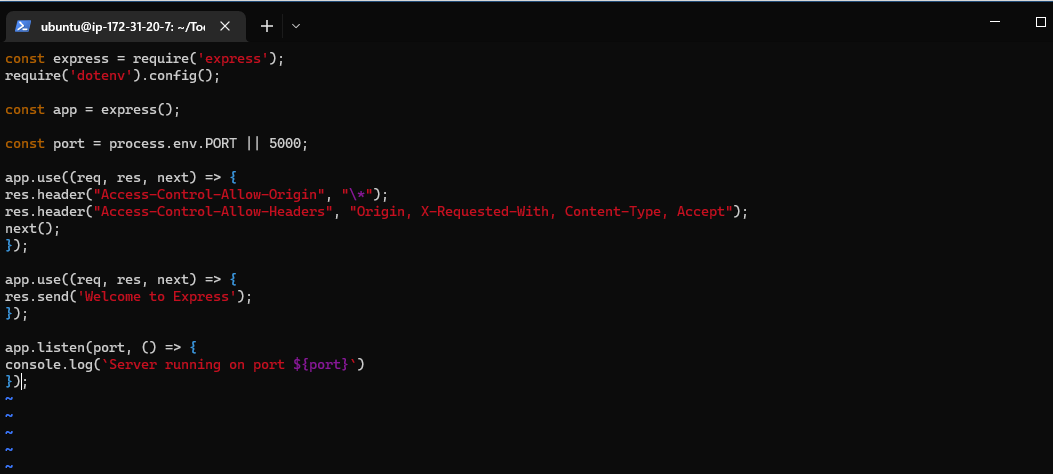 ubuntu@ip-172-31-20-7: ~/Too
const express = require('express');
require('dotenv').config();
const app = express();
const port = process.env.PORT || 5000;
app.use((req, res, next) => {
res.header("Access-Control-Allow-Origin", "\*");
res.header("Access-Control-Allow-Headers", "Origin, X-Requested-With, Content-Type, Accept");
next();
});
app.use((req, res, next) => {
res.send('Welcome to Express');
});
app.listen(port, () => {
console.log(`Server running on port ${port}`)
});
~
~
~
~
~